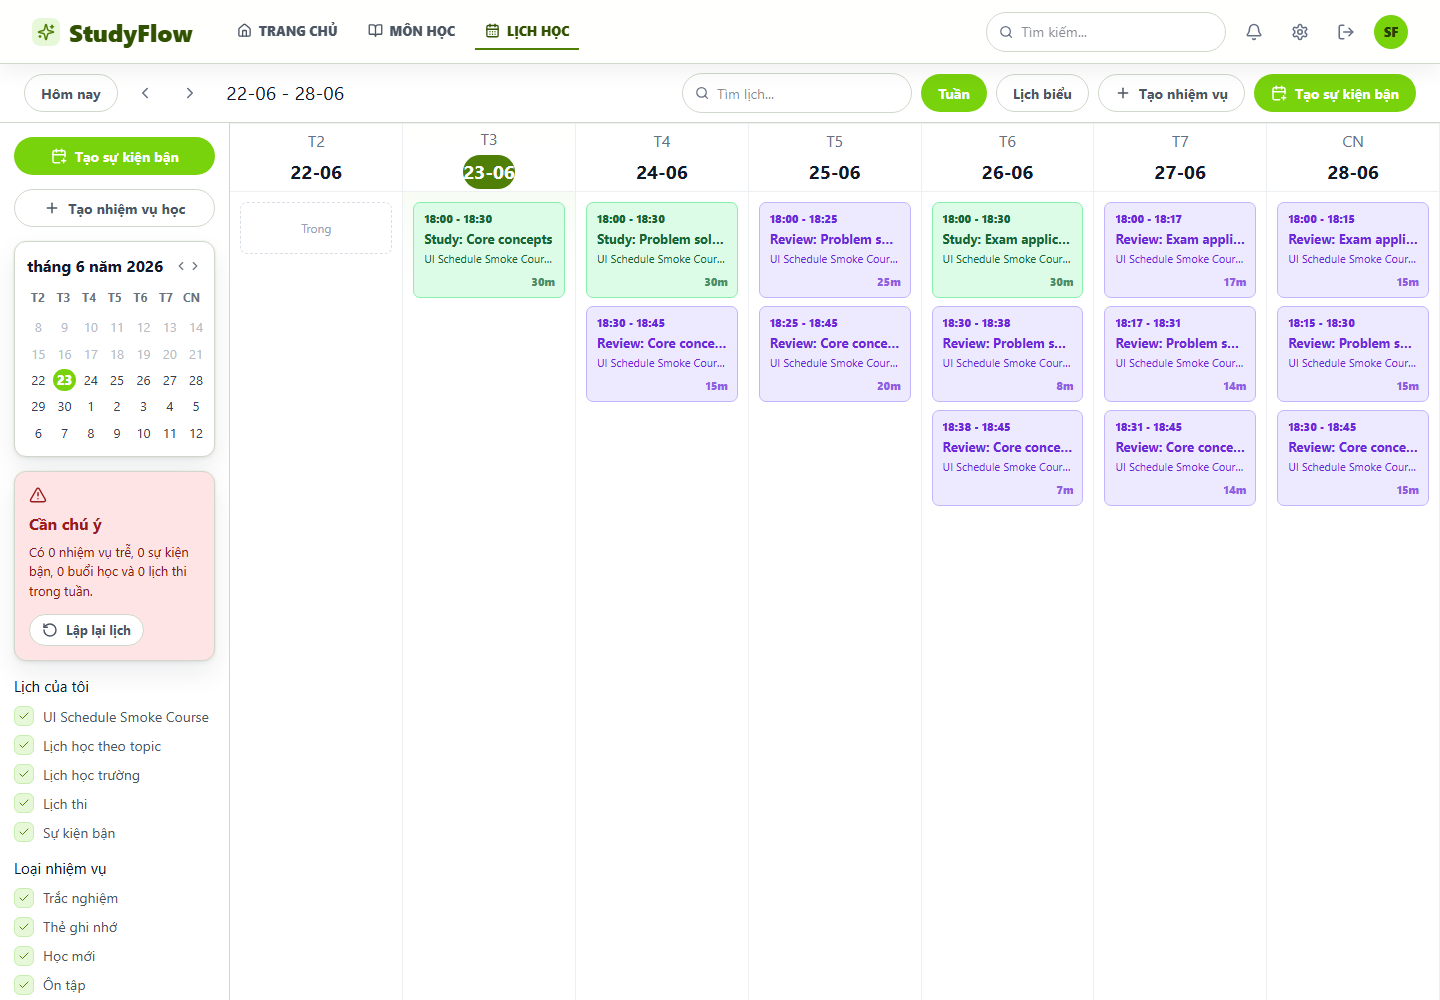 StudyFlow
TRANG CHỦ
MÔN HỌC
LỊCH HỌC
Tìm kiếm...
SF
Hôm nay
22-06 - 28-06
Tìm lịch...
Tuần
Lịch biểu
Tạo nhiệm vụ
Tạo sự kiện bận
Tạo sự kiện bận
Tạo nhiệm vụ học
tháng 6 năm 2026
T2 T3 T4 T5 T6 T7 CN
8 9 10 11 12 13 14
15 16 17 18 19 20 21
22 23 24 25 26 27 28
29 30 1 2 3 4 5
6 7 8 9 10 11 12
Cần chú ý
Có 0 nhiệm vụ trễ, 0 sự kiện
bận, 0 buổi học và 0 lịch thi
trong tuần.
Lập lại lịch
Lịch của tôi
UI Schedule Smoke Course
Lịch học theo topic
Lịch học trường
Lịch thi
Sự kiện bận
Loại nhiệm vụ
Trắc nghiệm
Thẻ ghi nhớ
Học mới
Ôn tập
T2
22-06
Trong
T3
23-06
18:00 - 18:30
Study: Core concepts
UI Schedule Smoke Cour...
30m
T4
24-06
18:00 - 18:30
Study: Problem sol...
UI Schedule Smoke Cour...
30m
18:30 - 18:45
Review: Core conce...
UI Schedule Smoke Cour...
15m
T5
25-06
18:00 - 18:25
Review: Problem s...
UI Schedule Smoke Cour...
25m
18:25 - 18:45
Review: Core conce...
UI Schedule Smoke Cour...
20m
T6
26-06
18:00 - 18:30
Study: Exam applic...
UI Schedule Smoke Cour...
30m
18:30 - 18:38
Review: Problem s...
UI Schedule Smoke Cour...
8m
18:38 - 18:45
Review: Core conce...
UI Schedule Smoke Cour...
7m
T7
27-06
18:00 - 18:17
Review: Exam appli...
UI Schedule Smoke Cour...
17m
18:17 - 18:31
Review: Problem s...
UI Schedule Smoke Cour...
14m
18:31 - 18:45
Review: Core conce...
UI Schedule Smoke Cour...
14m
CN
28-06
18:00 - 18:15
Review: Exam appli...
UI Schedule Smoke Cour...
15m
18:15 - 18:30
Review: Problem s...
UI Schedule Smoke Cour...
15m
18:30 - 18:45
Review: Core conce...
UI Schedule Smoke Cour...
15m